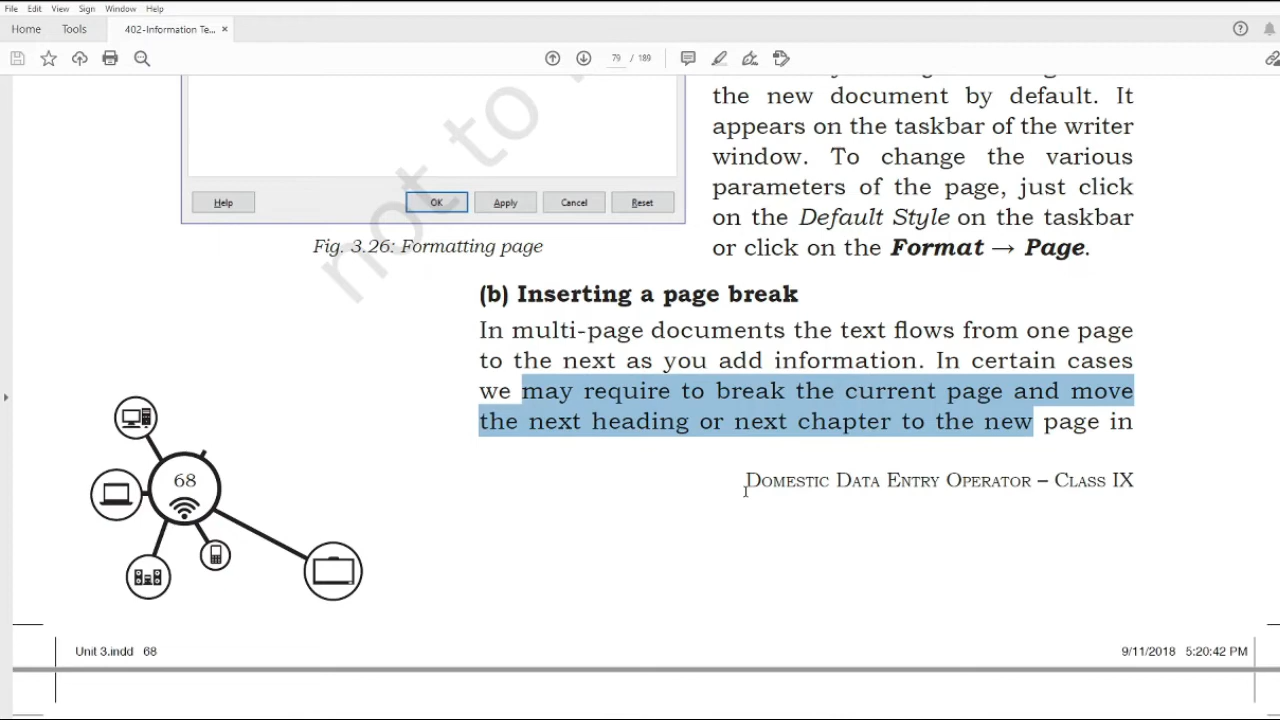 File Edit View Sign Window Help
Home Tools 402-Information Te... ×
79 / 189
the new document by default. It
appears on the taskbar of the writer
window. To change the various
parameters of the page, just click
on the Default Style on the taskbar
or click on the Format → Page.
Help OK Apply Cancel Reset
not to
Fig. 3.26: Formatting page
(b) Inserting a page break
In multi-page documents the text flows from one page
to the next as you add information. In certain cases
we may require to break the current page and move
the next heading or next chapter to the new page in
68
Domestic Data Entry Operator – Class IX
Unit 3.indd 68
9/11/2018 5:20:42 PM